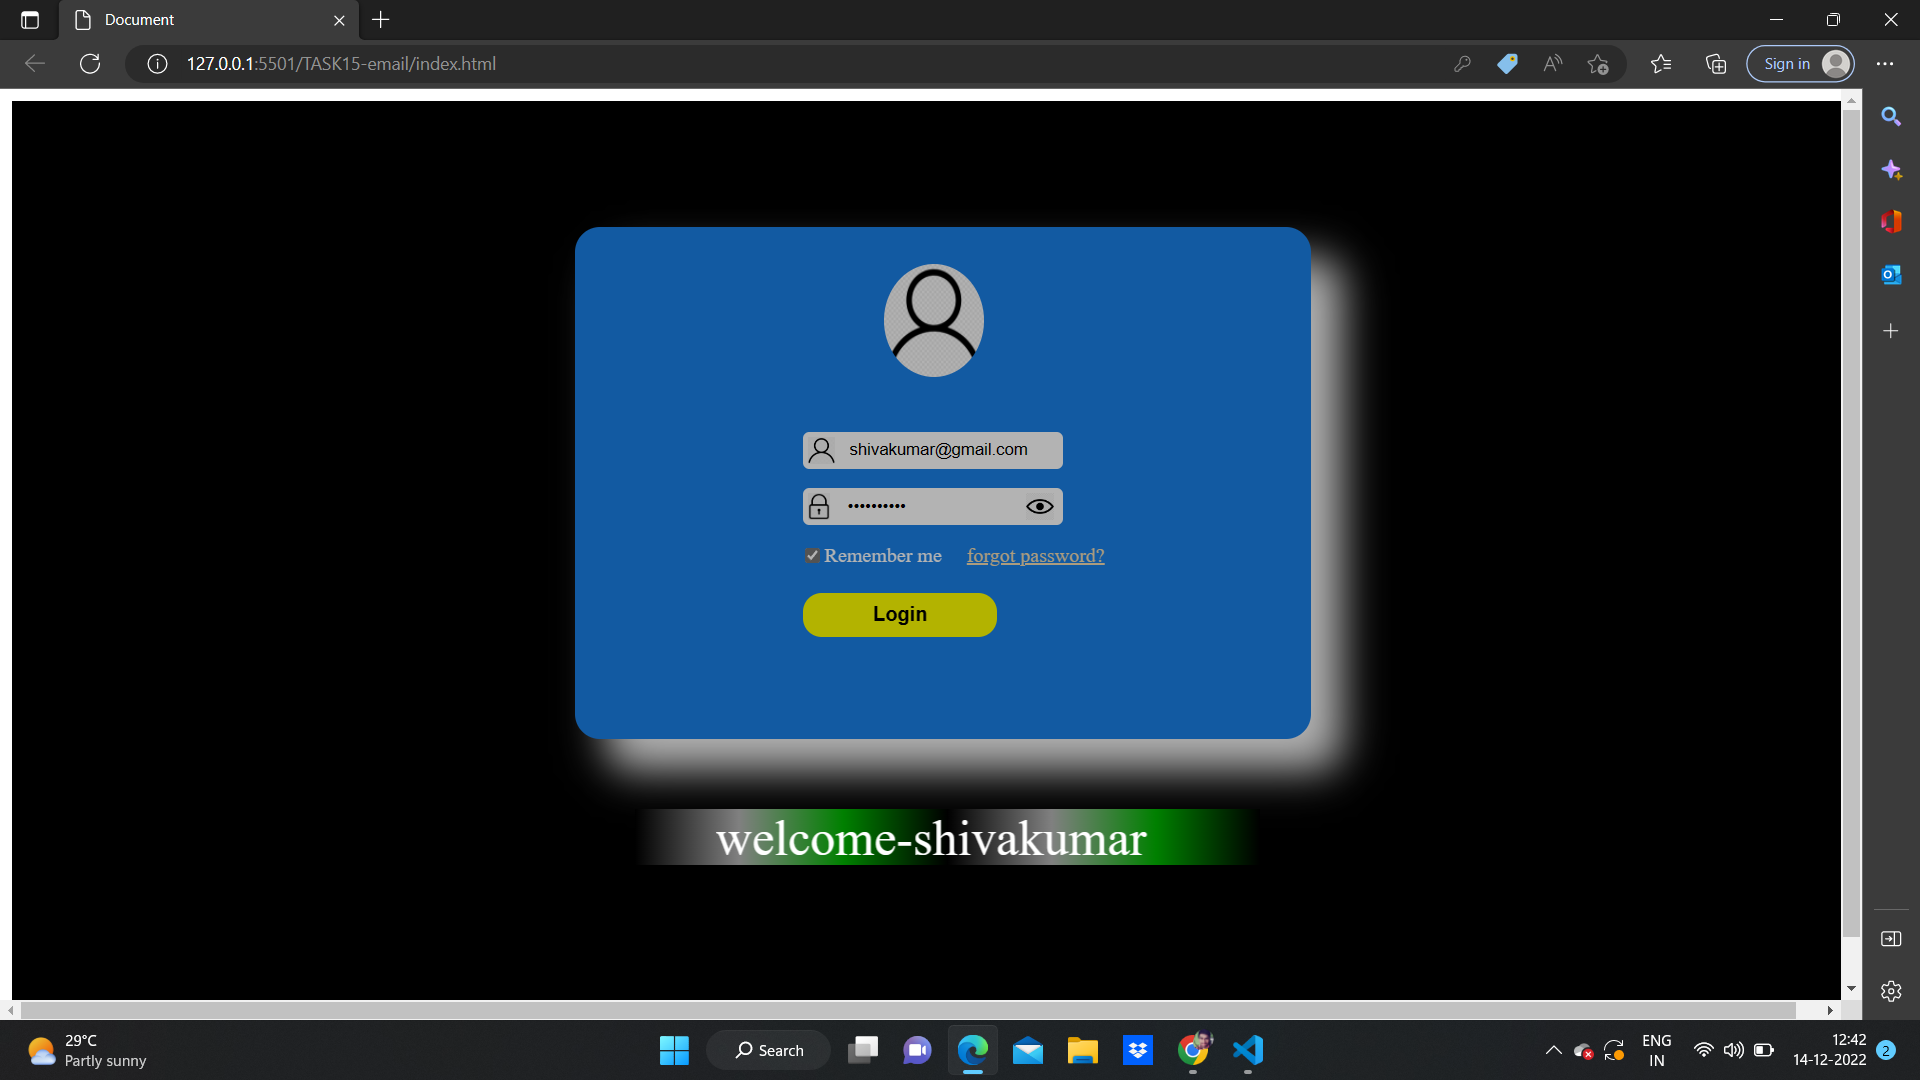 Document
127.0.0.1:5501/TASK15-email/index.html
Sign in
shivakumar@gmail.com
••••••••••
Remember me forgot password?
Login
welcome-shivakumar
29°C
Partly sunny
Search
ENG
IN
12:42
14-12-2022
2